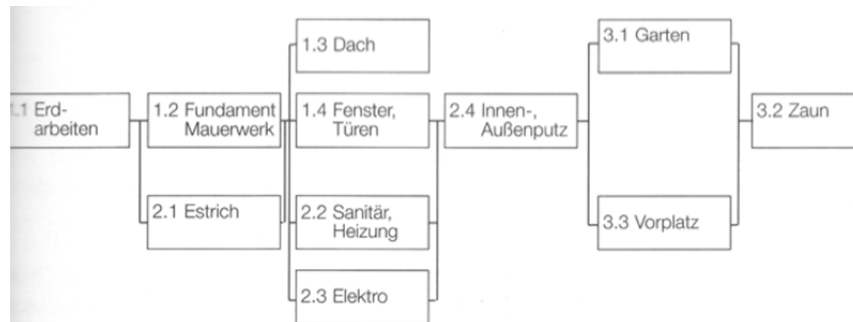 1.3 Dach
3.1 Garten
.1 Erd-
arbeiten
1.2 Fundament
Mauerwerk
1.4 Fenster,
Türen
2.4 Innen-,
Außenputz
3.2 Zaun
2.1 Estrich
2.2 Sanitär,
Heizung
3.3 Vorplatz
2.3 Elektro